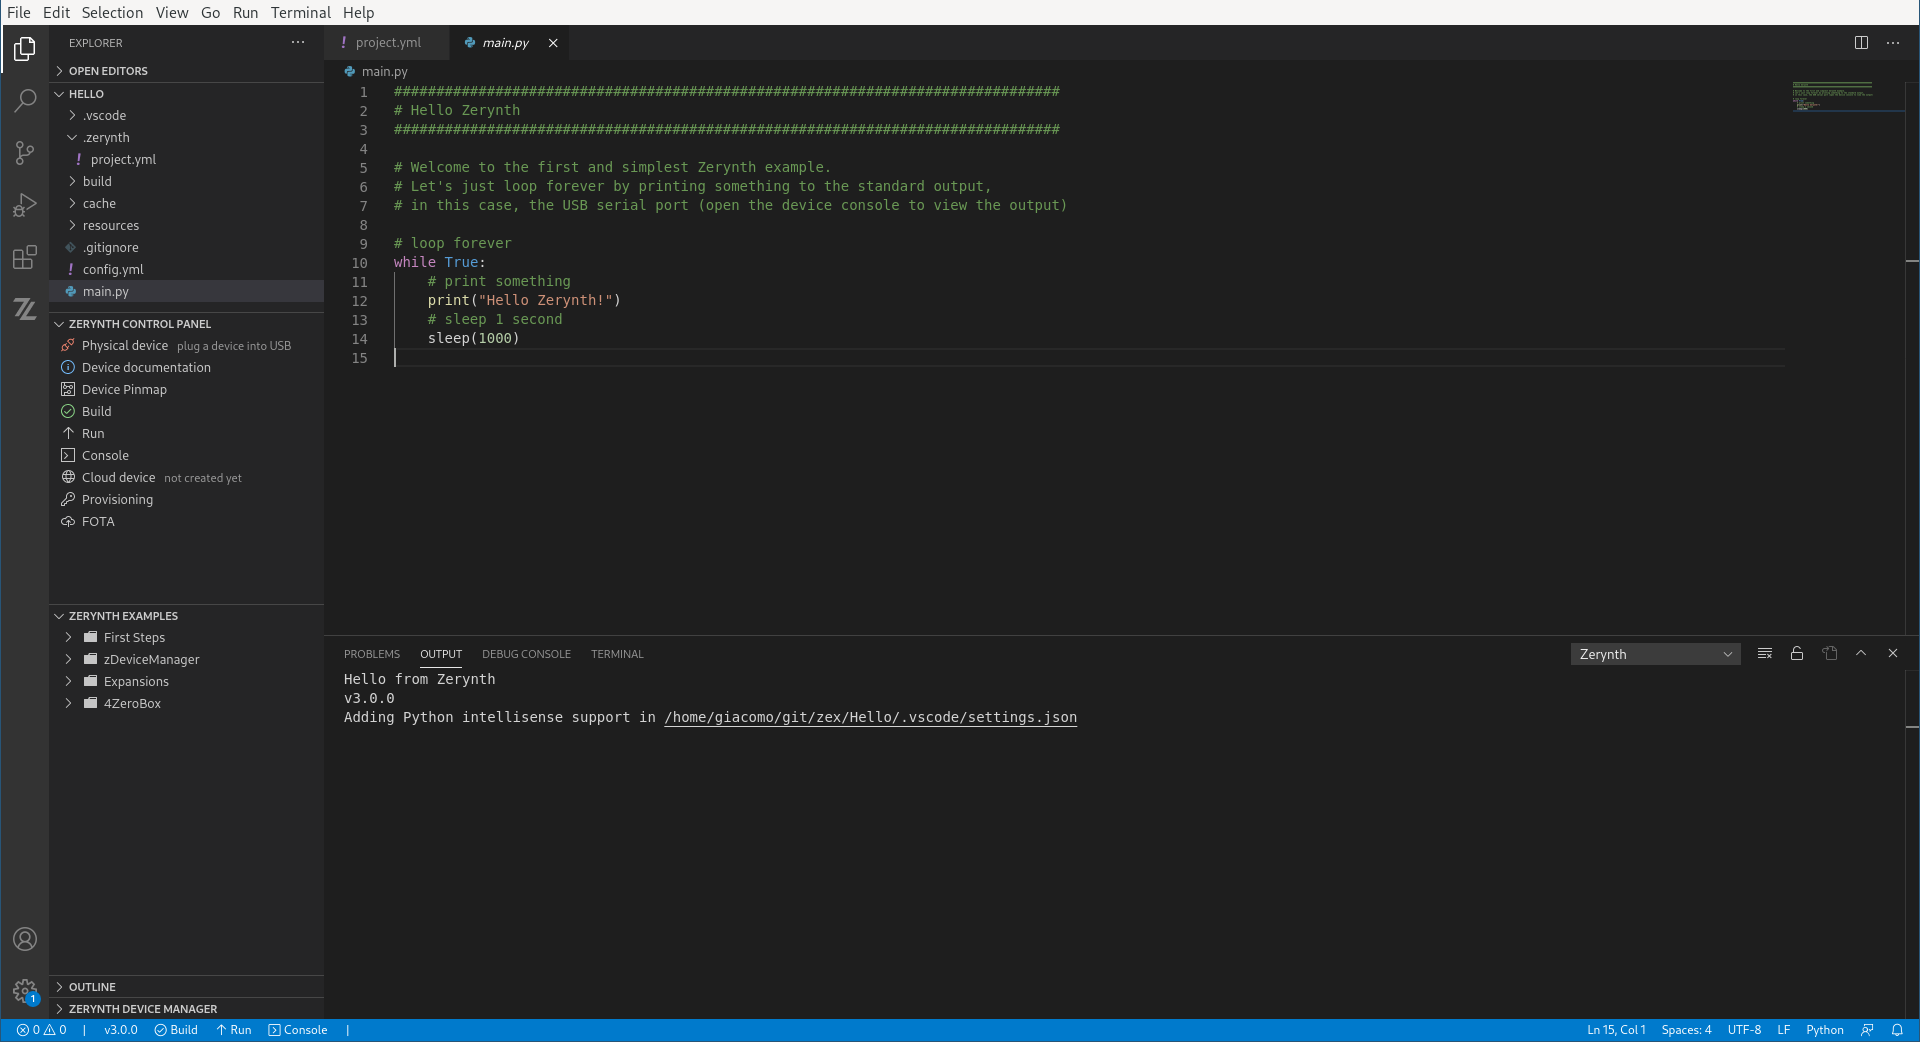 File Edit Selection View Go Run Terminal Help
EXPLORER
OPEN EDITORS
HELLO
.vscode
.zerynth
project.yml
build
cache
resources
.gitignore
config.yml
main.py
ZERYNTH CONTROL PANEL
Physical device plug a device into USB
Device documentation
Device Pinmap
Build
Run
Console
Cloud device not created yet
Provisioning
FOTA
ZERYNTH EXAMPLES
First Steps
zDeviceManager
Expansions
4ZeroBox
OUTLINE
ZERYNTH DEVICE MANAGER
1
project.yml main.py
main.py
1 ###############################################################################
2 # Hello Zerynth
3 ###############################################################################
4
5 # Welcome to the first and simplest Zerynth example.
6 # Let's just loop forever by printing something to the standard output,
7 # in this case, the USB serial port (open the device console to view the output)
8
9 # loop forever
10 while True:
11 # print something
12 print("Hello Zerynth!")
13 # sleep 1 second
14 sleep(1000)
15
PROBLEMS OUTPUT DEBUG CONSOLE TERMINAL Zerynth
Hello from Zerynth
v3.0.0
Adding Python intellisense support in /home/giacomo/git/zex/Hello/.vscode/settings.json
0 0 | v3.0.0 Build Run Console | Ln 15, Col 1 Spaces: 4 UTF-8 LF Python